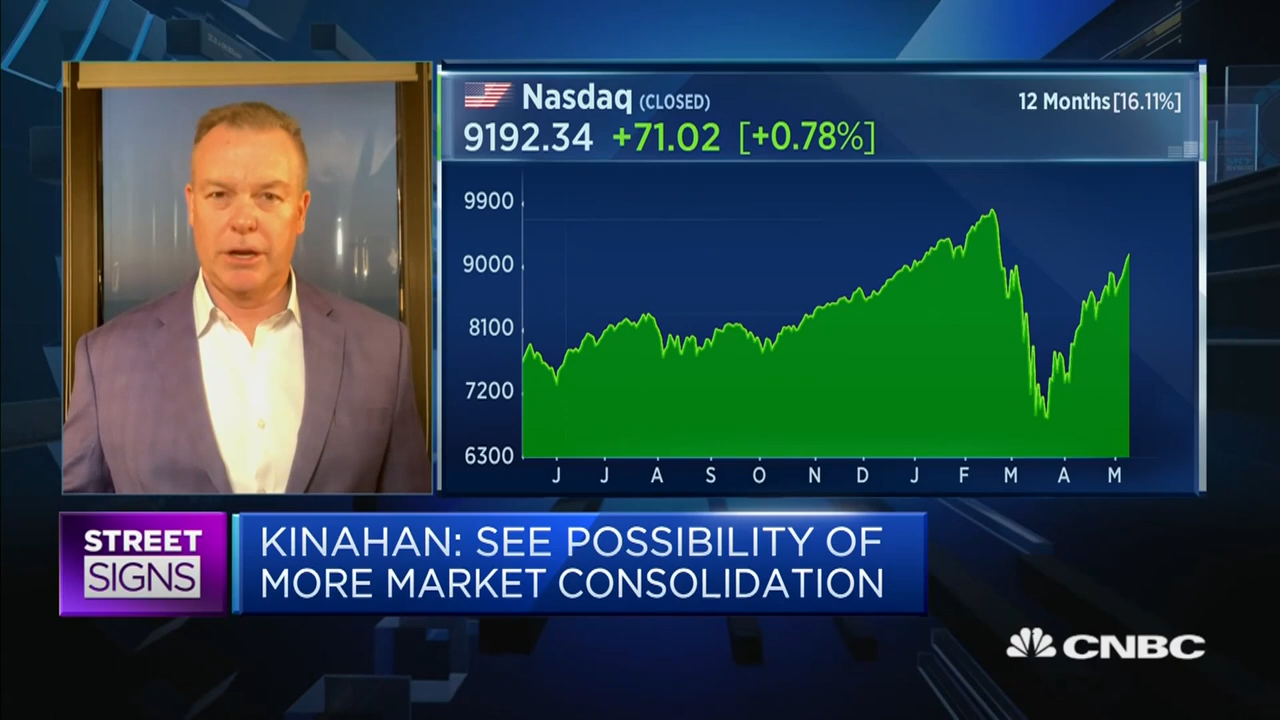 Nasdaq (CLOSED)
12 Months[16.11%]
9192.34 +71.02 [+0.78%]
9900
9000
8100
7200
6300
J J A S O N D J F M A M
STREET
SIGNS
KINAHAN: SEE POSSIBILITY OF
MORE MARKET CONSOLIDATION
CNBC